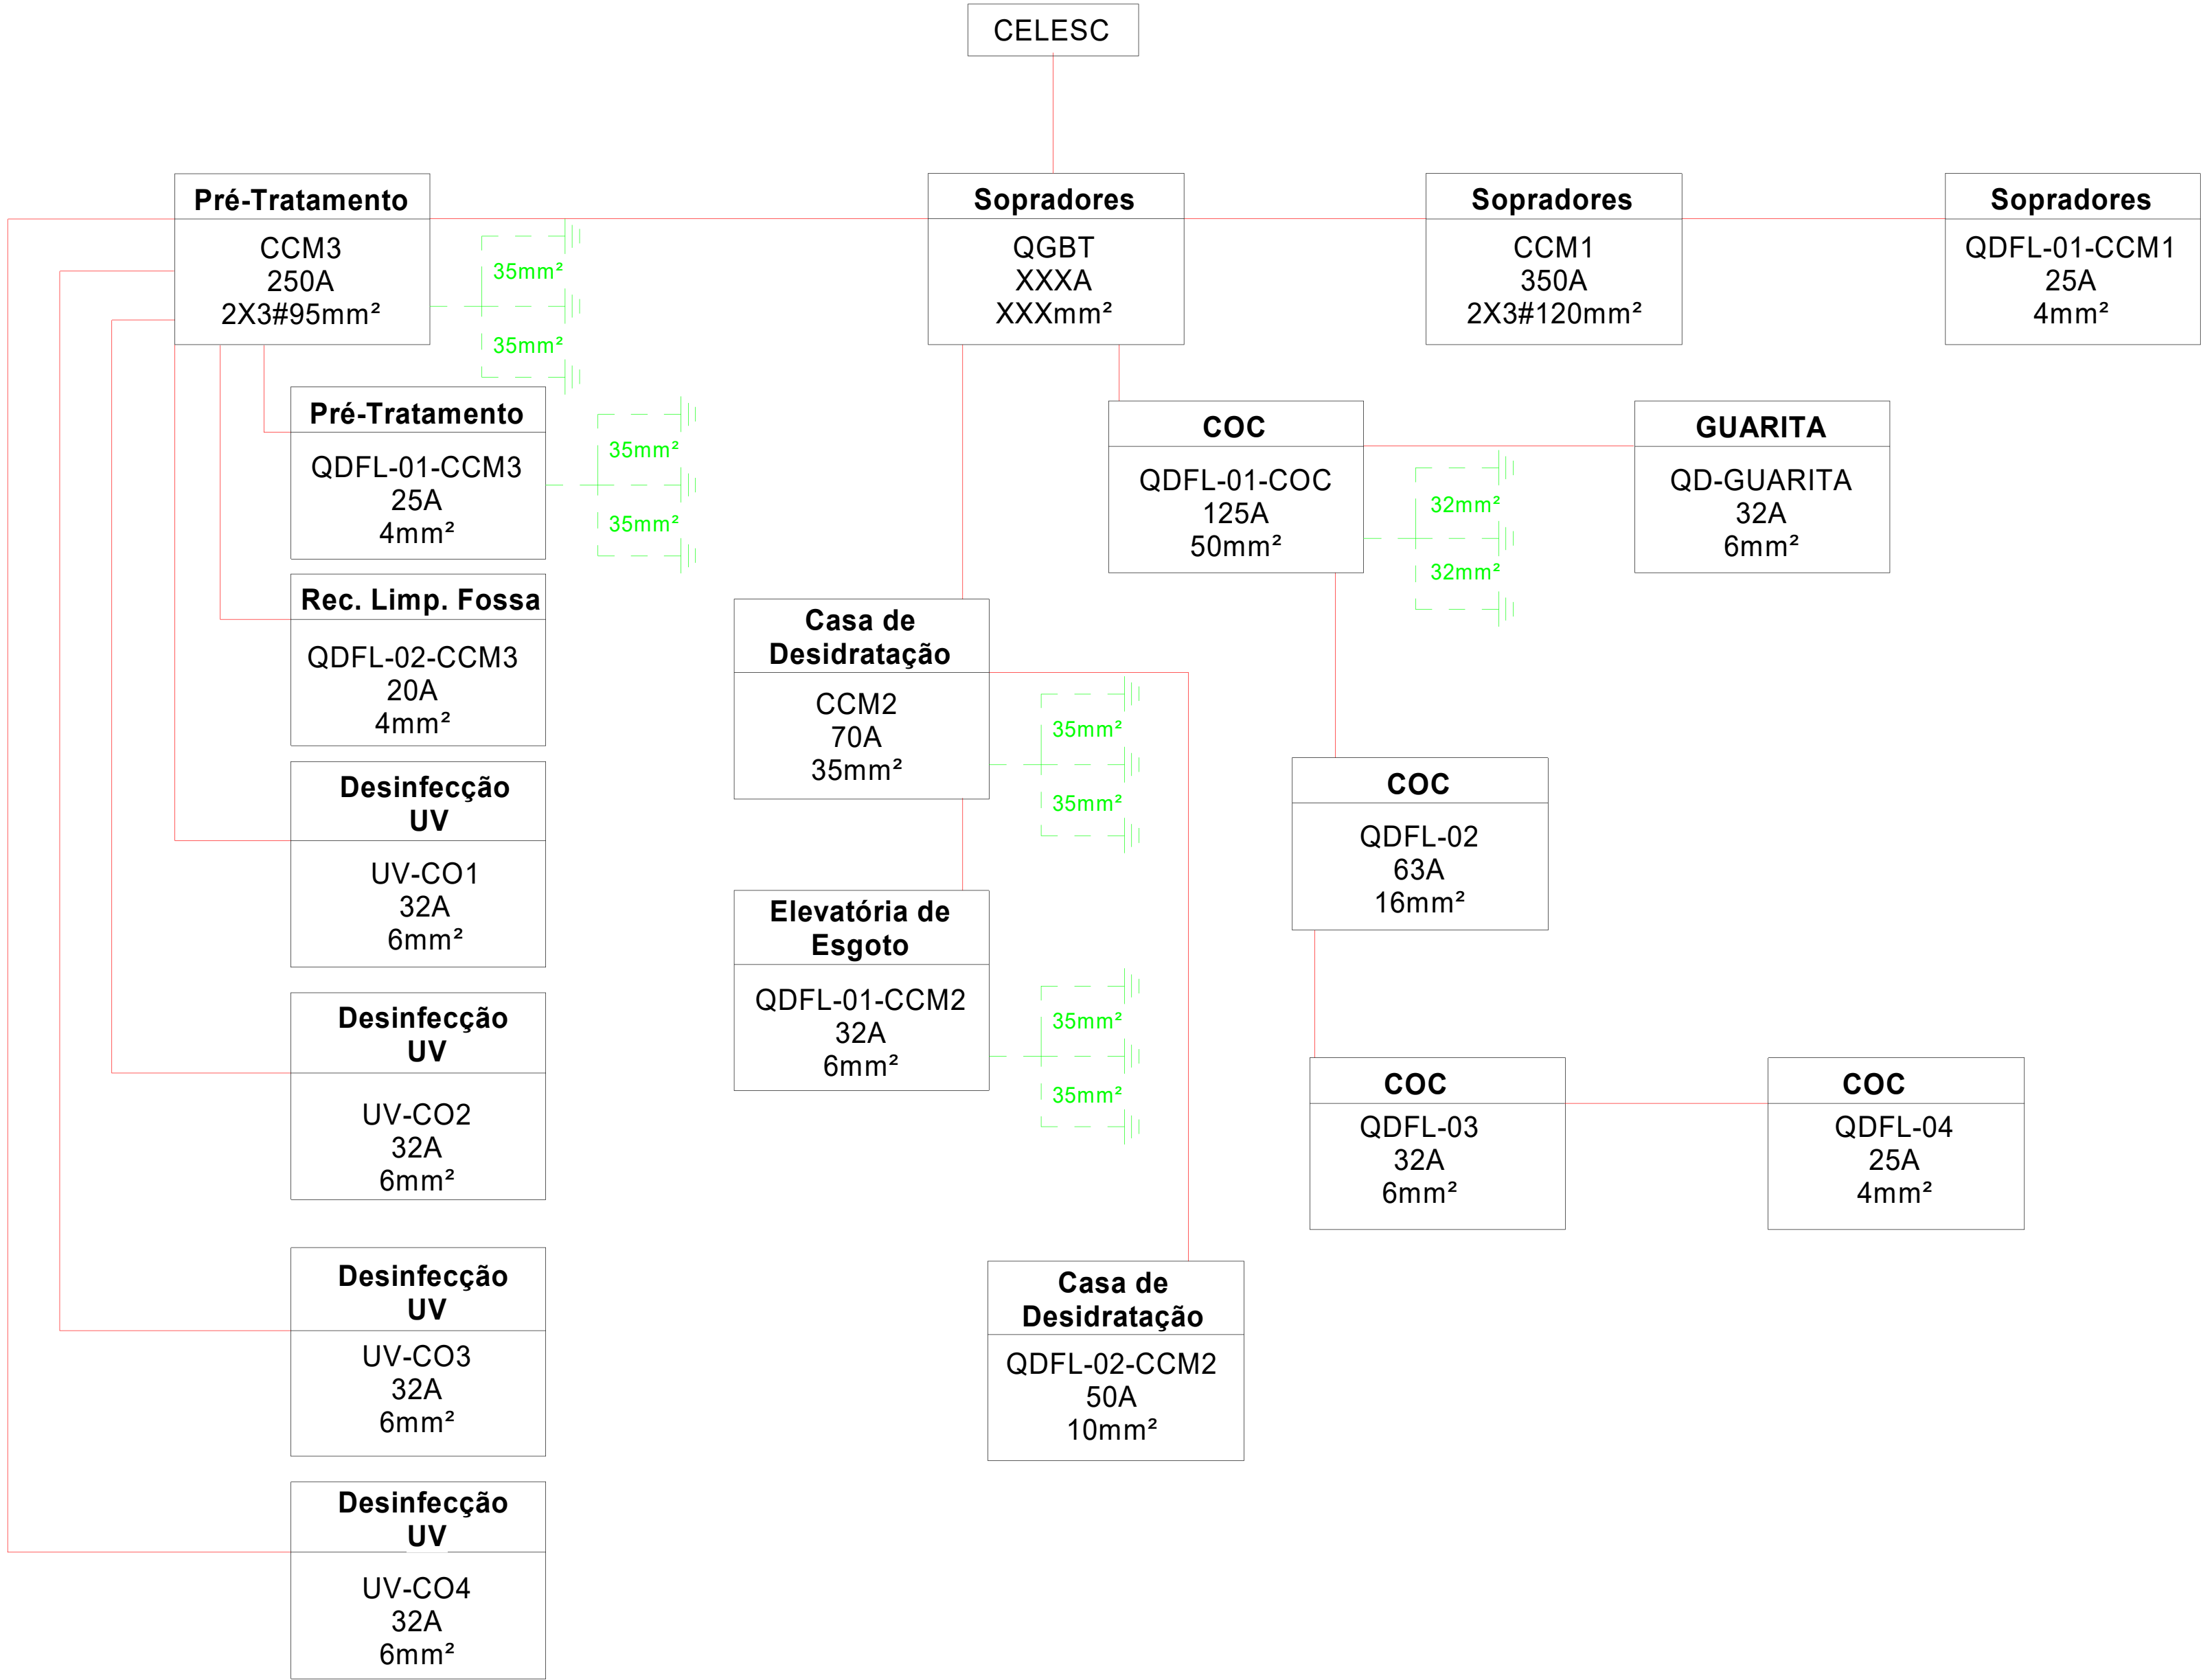 CELESC
Pré-Tratamento
CCM3
250A
2X3#95mm²
35mm²
35mm²
Sopradores
QGBT
XXXA
XXXmm²
Sopradores
CCM1
350A
2X3#120mm²
Sopradores
QDFL-01-CCM1
25A
4mm²
Pré-Tratamento
QDFL-01-CCM3
25A
4mm²
35mm²
35mm²
COC
QDFL-01-COC
125A
50mm²
32mm²
32mm²
GUARITA
QD-GUARITA
32A
6mm²
Rec. Limp. Fossa
QDFL-02-CCM3
20A
4mm²
Casa de
Desidratação
CCM2
70A
35mm²
35mm²
35mm²
Desinfecção
UV
UV-CO1
32A
6mm²
COC
QDFL-02
63A
16mm²
Elevatória de
Esgoto
QDFL-01-CCM2
32A
6mm²
35mm²
35mm²
Desinfecção
UV
UV-CO2
32A
6mm²
COC
QDFL-03
32A
6mm²
COC
QDFL-04
25A
4mm²
Desinfecção
UV
UV-CO3
32A
6mm²
Casa de
Desidratação
QDFL-02-CCM2
50A
10mm²
Desinfecção
UV
UV-CO4
32A
6mm²